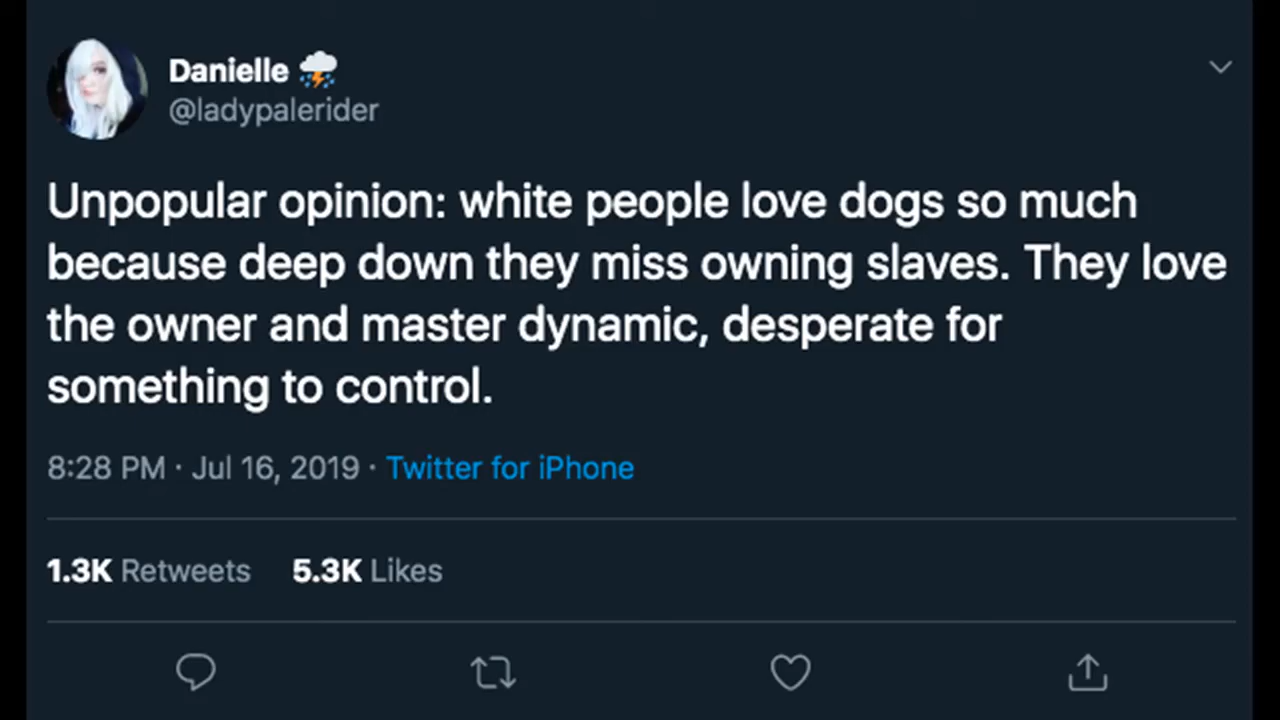 Danielle 🌩
@ladypalerider
Unpopular opinion: white people love dogs so much
because deep down they miss owning slaves. They love
the owner and master dynamic, desperate for
something to control.
8:28 PM · Jul 16, 2019 · Twitter for iPhone
1.3K Retweets 5.3K Likes